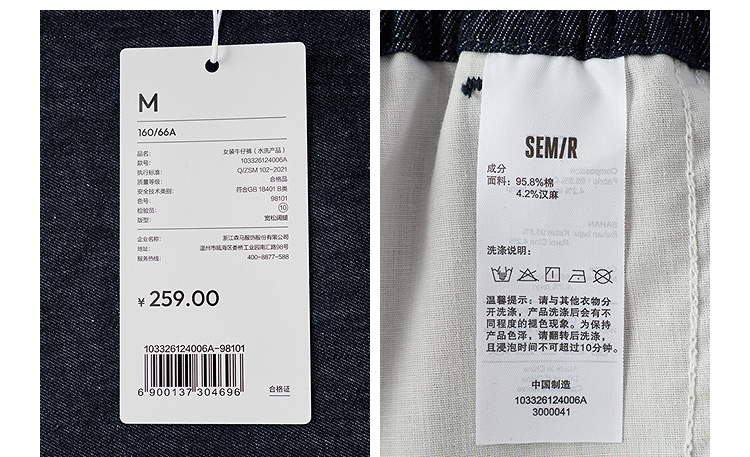 M
160/66A
品名: 女装牛仔裤（水洗产品）
款号: 103326124006A
执行标准: Q/ZSM 102-2021
质量等级: 合格品
安全技术类别: 符合GB 18401 B类
色号: 98101
检验员: ⑩
版型: 宽松阔腿
企业名称: 浙江森马服饰股份有限公司
地址: 温州市瓯海区娄桥工业园南汇路98号
服务热线: 400-8877-588
¥ 259.00
103326124006A-98101
6 900137 304696
合格证
SEM/R
成分
面料: 95.8%棉
4.2%汉麻
洗涤说明:
温馨提示: 请与其他衣物分
开洗涤，产品洗涤后会有不
同程度的褪色现象。为保持
产品色泽，请翻转后洗涤、
且浸泡时间不可超过10分钟。
中国制造
103326124006A
3000041